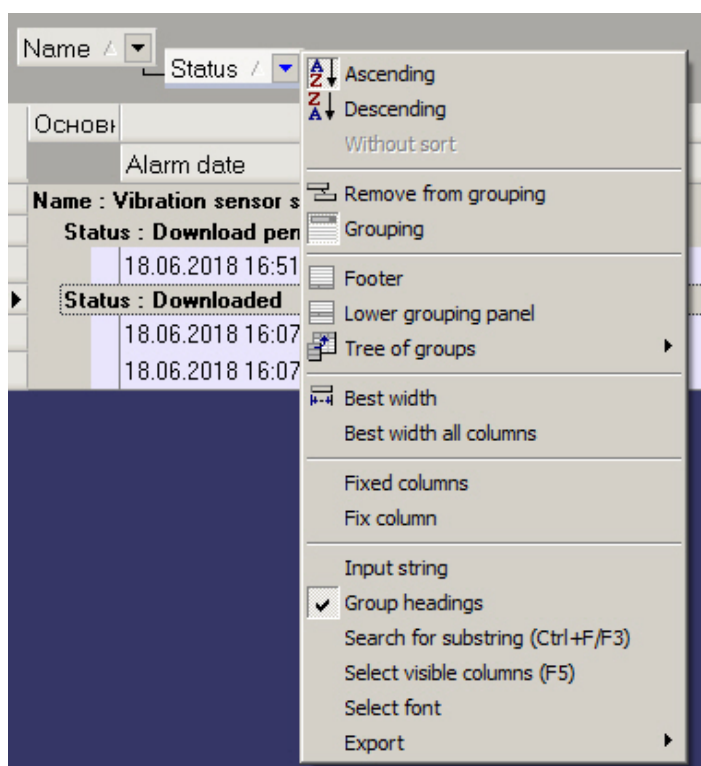 Name
Status
Основн
Alarm date
Name : Vibration sensor s
Status : Download pen
18.06.2018 16:51
Status : Downloaded
18.06.2018 16:07
18.06.2018 16:07
Ascending
Descending
Without sort
Remove from grouping
Grouping
Footer
Lower grouping panel
Tree of groups
Best width
Best width all columns
Fixed columns
Fix column
Input string
Group headings
Search for substring (Ctrl+F/F3)
Select visible columns (F5)
Select font
Export